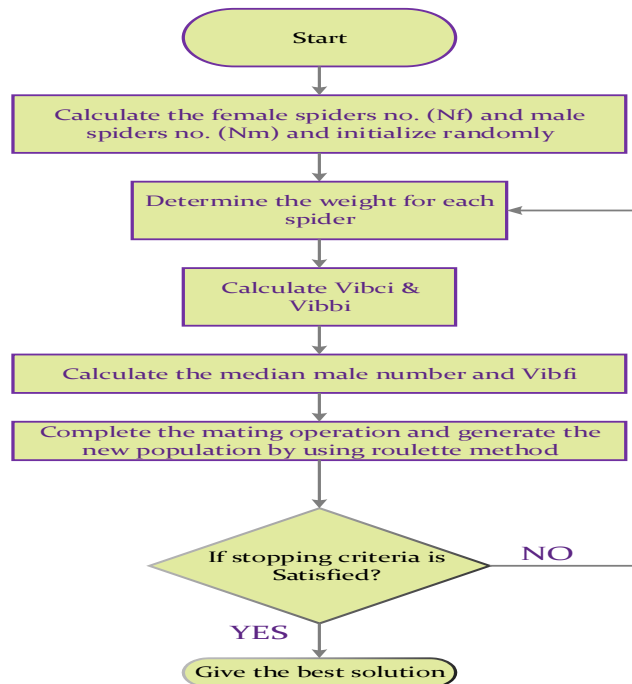 Start
Calculate the female spiders no. (Nf) and male
spiders no. (Nm) and initialize randomly
Determine the weight for each
spider
Calculate Vibci &
Vibbi
Calculate the median male number and Vibfi
Complete the mating operation and generate the
new population by using roulette method
If stopping criteria is
Satisfied?
NO
YES
Give the best solution